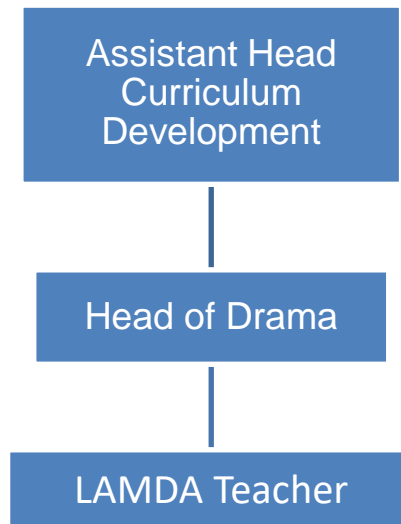 Assistant Head
Curriculum
Development
Head of Drama
LAMDA Teacher